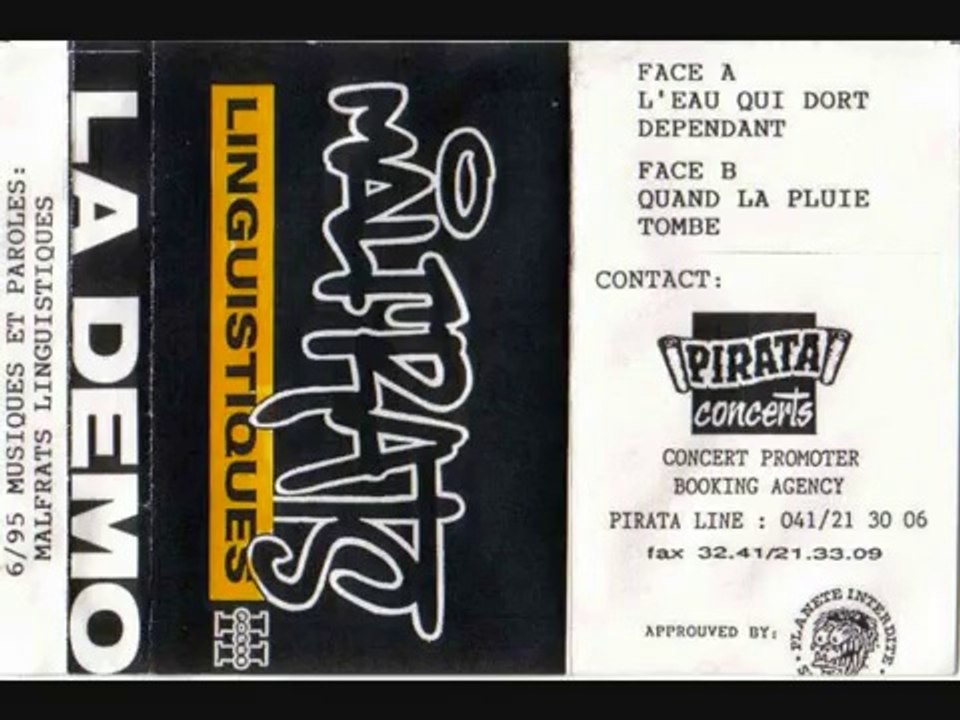 6/95 MUSIQUES ET PAROLES:
MALFRATS LINGUISTIQUES
LA DEMO
LINGUISTIQUES
MALFRATS
FACE A
L'EAU QUI DORT
DEPENDANT
FACE B
QUAND LA PLUIE
TOMBE
CONTACT:
PIRATA
concerts
CONCERT PROMOTER
BOOKING AGENCY
PIRATA LINE : 041/21 30 06
fax 32.41/21.33.09
APPROUVED BY:
PLANETE INTERDITE